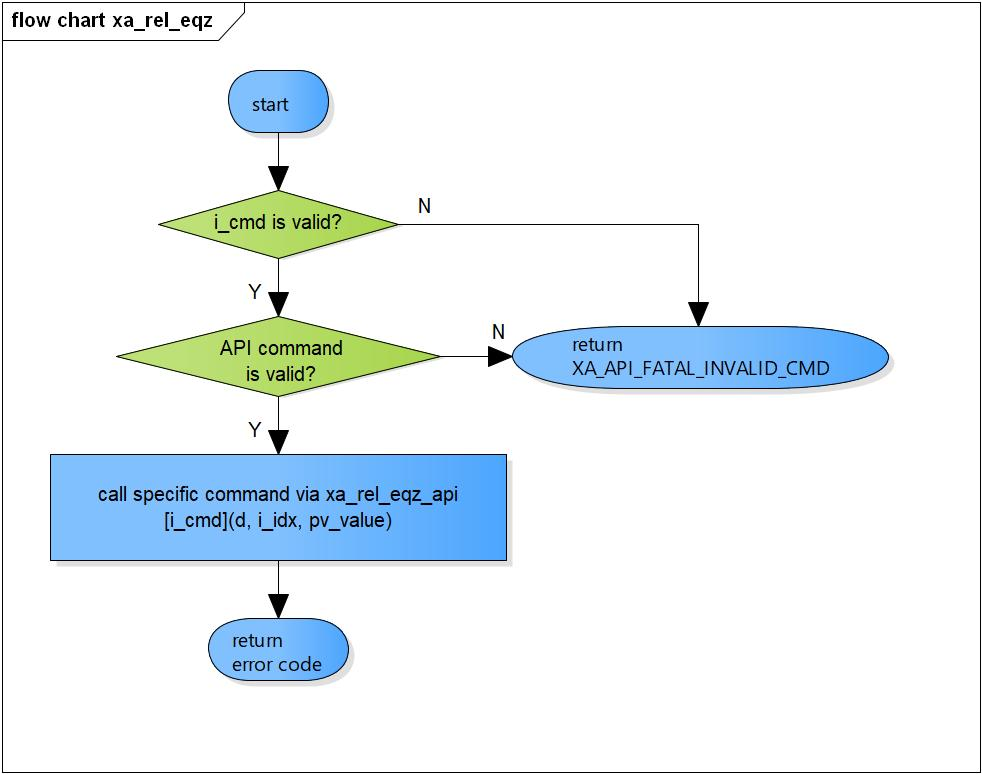 flow chart xa_rel_eqz
start
i_cmd is valid?
N
Y
API command
is valid?
N
return
XA_API_FATAL_INVALID_CMD
Y
call specific command via xa_rel_eqz_api
[i_cmd](d, i_idx, pv_value)
return
error code